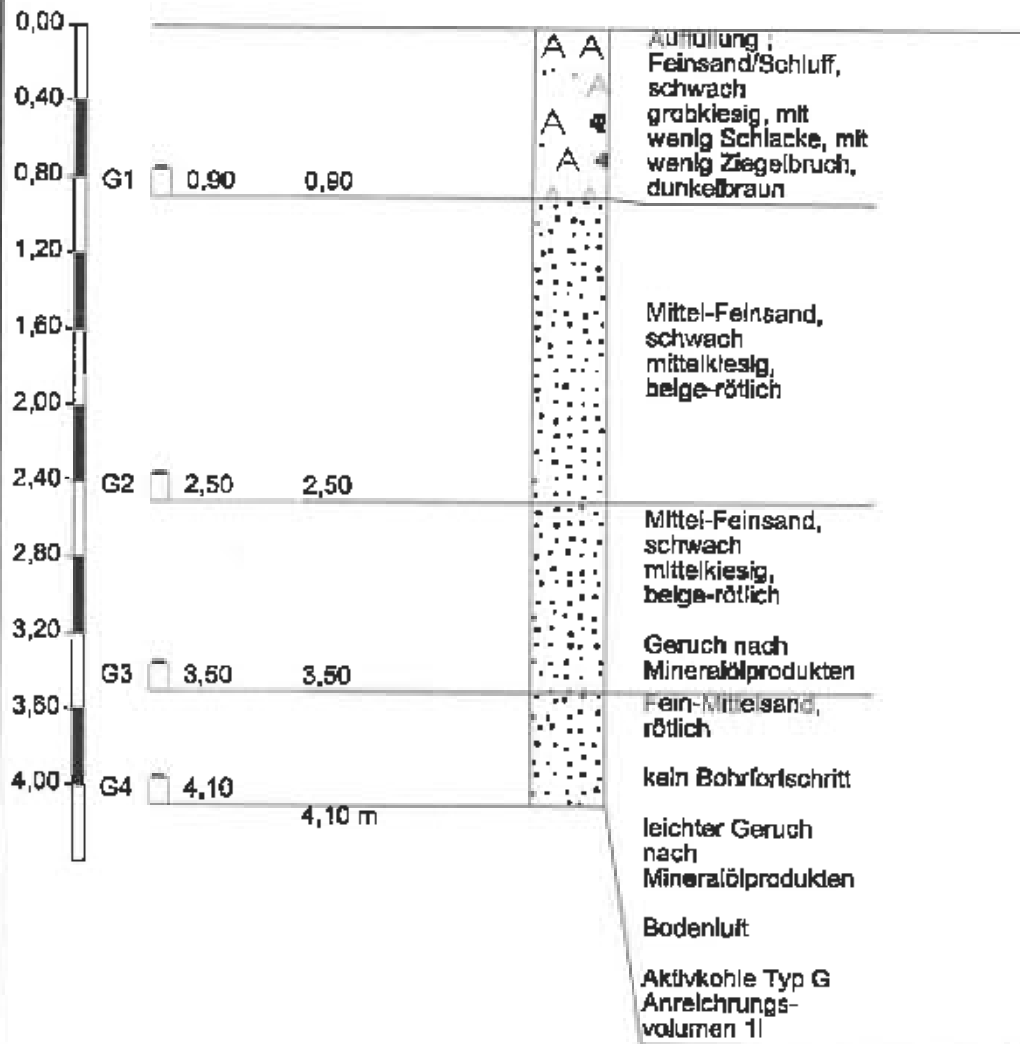 0,00
Auffüllung ;
Feinsand/Schluff,
schwach
grobkiesig, mit
wenig Schlacke, mit
wenig Ziegelbruch,
dunkelbraun
A A
A
A
A
0,40
0,80
G1 0,90 0,90
1,20
1,60
Mittel-Feinsand,
schwach
mittelkiesig,
beige-rötlich
2,00
2,40
G2 2,50 2,50
Mittel-Feinsand,
schwach
mittelkiesig,
beige-rötlich
2,80
3,20
Geruch nach
Mineralölprodukten
G3 3,50 3,50
3,60
Fein-Mittelsand,
rötlich
kein Bohrfortschritt
4,00
G4 4,10
4,10 m
leichter Geruch
nach
Mineralölprodukten
Bodenluft
Aktivkohle Typ G
Anreichrungs-
volumen 1l